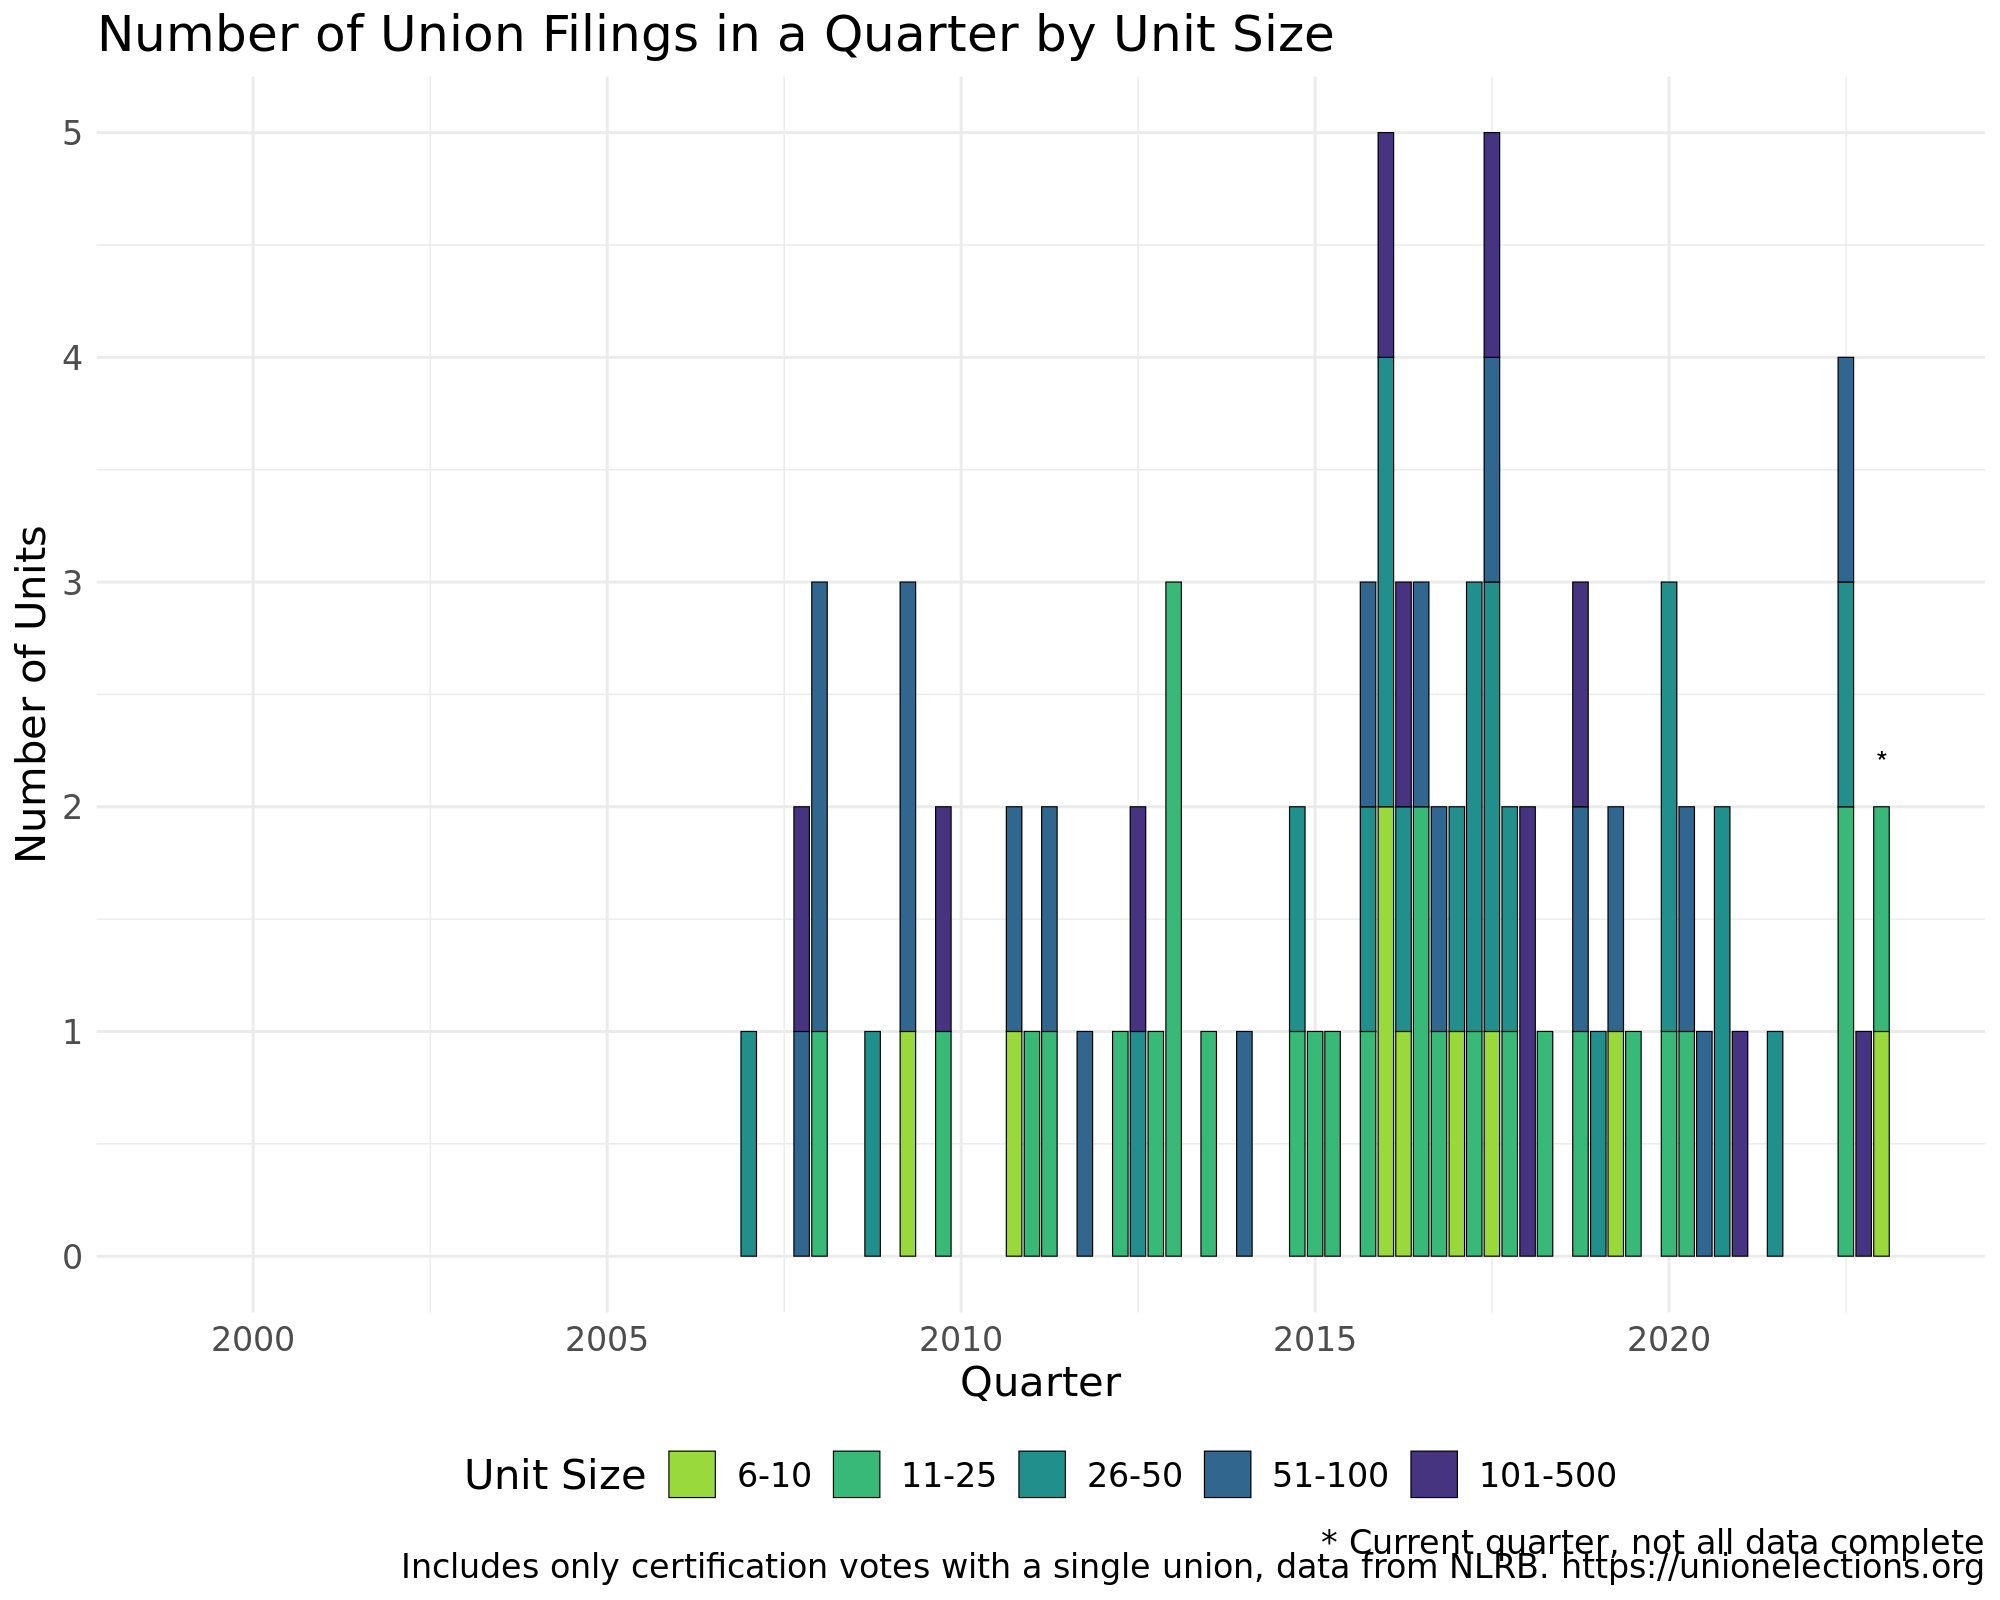 Number of Union Filings in a Quarter by Unit Size
Number of Units
5
4
3
2
1
0
*
2000 2005 2010 2015 2020
Quarter
Unit Size 6-10 11-25 26-50 51-100 101-500
* Current quarter, not all data complete
Includes only certification votes with a single union, data from NLRB. https://unionelections.org